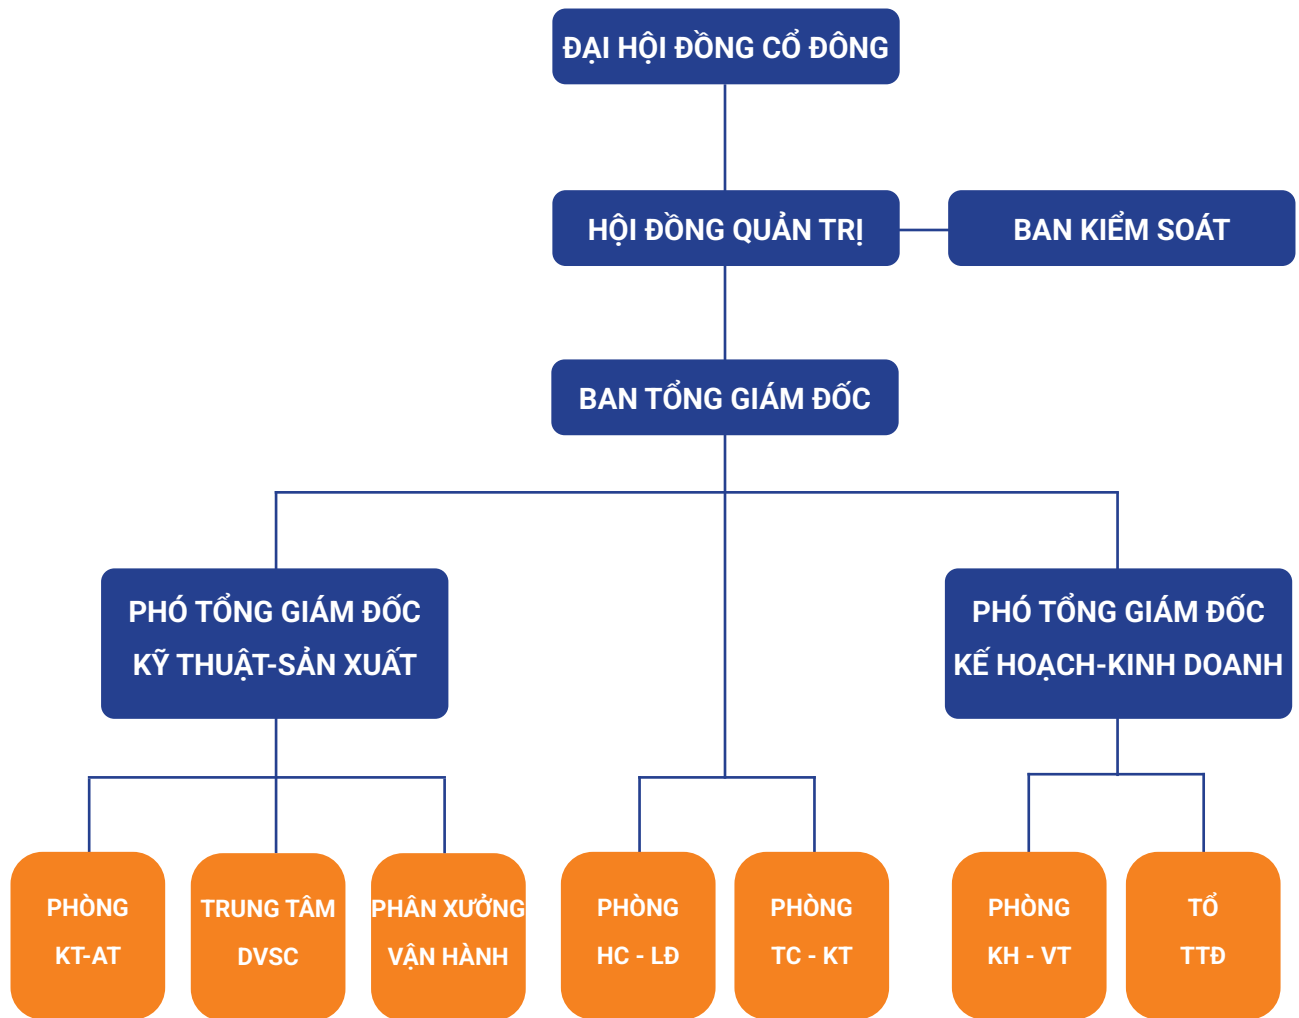 ĐẠI HỘI ĐỒNG CỔ ĐÔNG
HỘI ĐỒNG QUẢN TRỊ
BAN KIỂM SOÁT
BAN TỔNG GIÁM ĐỐC
PHÓ TỔNG GIÁM ĐỐC
KỸ THUẬT-SẢN XUẤT
PHÓ TỔNG GIÁM ĐỐC
KẾ HOẠCH-KINH DOANH
PHÒNG
KT-AT
TRUNG TÂM
DVSC
PHÂN XƯỞNG
VẬN HÀNH
PHÒNG
HC - LĐ
PHÒNG
TC - KT
PHÒNG
KH - VT
TỔ
TTĐ